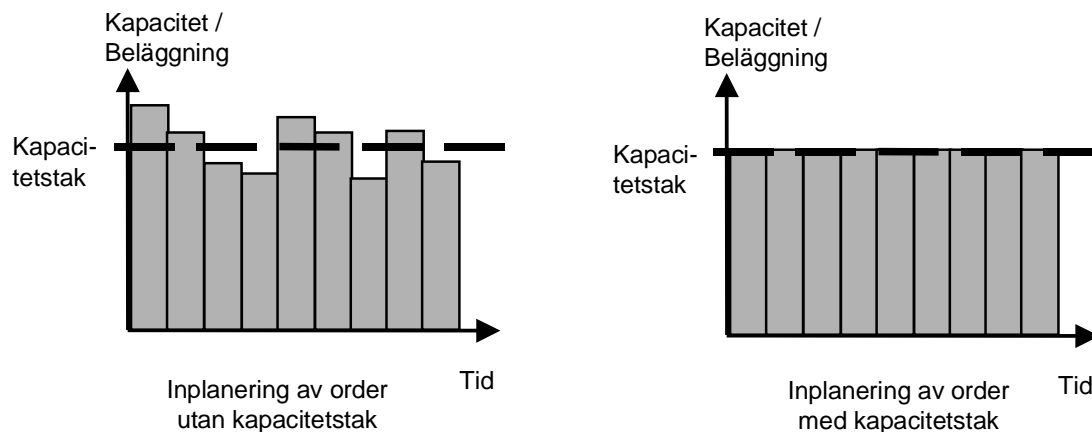 Kapacitet /
Beläggning
Kapaci-
tetstak
Tid
Inplanering av order
utan kapacitetstak
Kapacitet /
Beläggning
Kapaci-
tetstak
Tid
Inplanering av order
med kapacitetstak